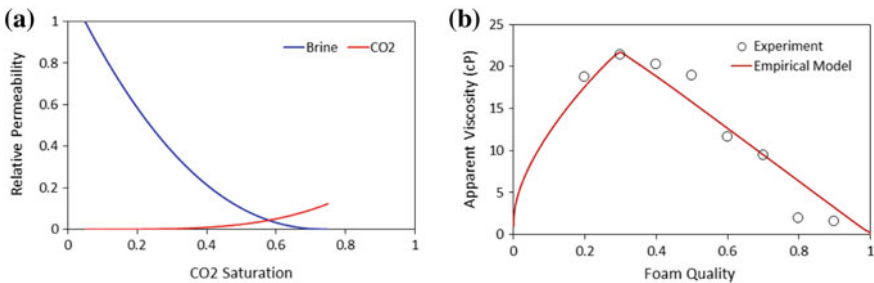 (a)
Relative Permeability
1
0.8
0.6
0.4
0.2
0
0
0.2
0.4
0.6
0.8
1
CO2 Saturation
Brine
CO2
(b)
Apparent Viscosity (cP)
25
20
15
10
5
0
0
0.2
0.4
0.6
0.8
1
Foam Quality
Experiment
Empirical Model